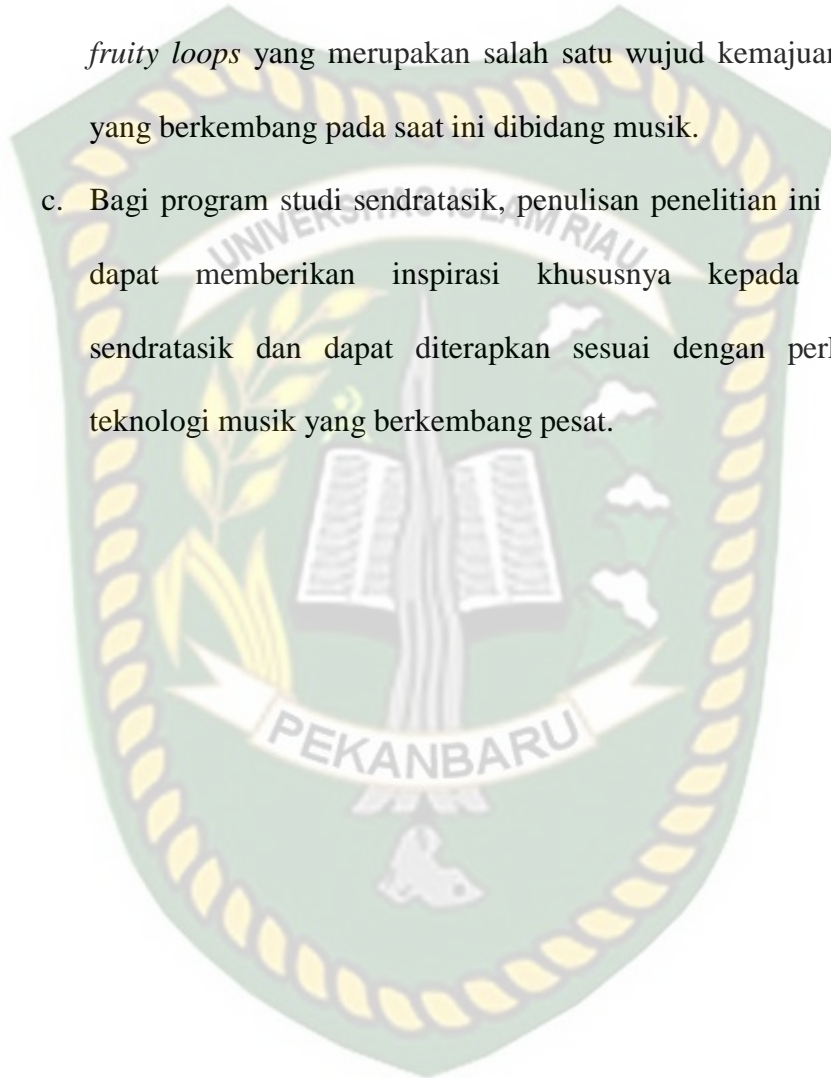 fruity loops yang merupakan salah satu wujud kemajuan
yang berkembang pada saat ini dibidang musik.
c. Bagi program studi sendratasik, penulisan penelitian ini
dapat memberikan inspirasi khususnya kepada
sendratasik dan dapat diterapkan sesuai dengan
teknologi musik yang berkembang pesat.
UNIVERSITAS ISLAM RIAU
PEKANBARU